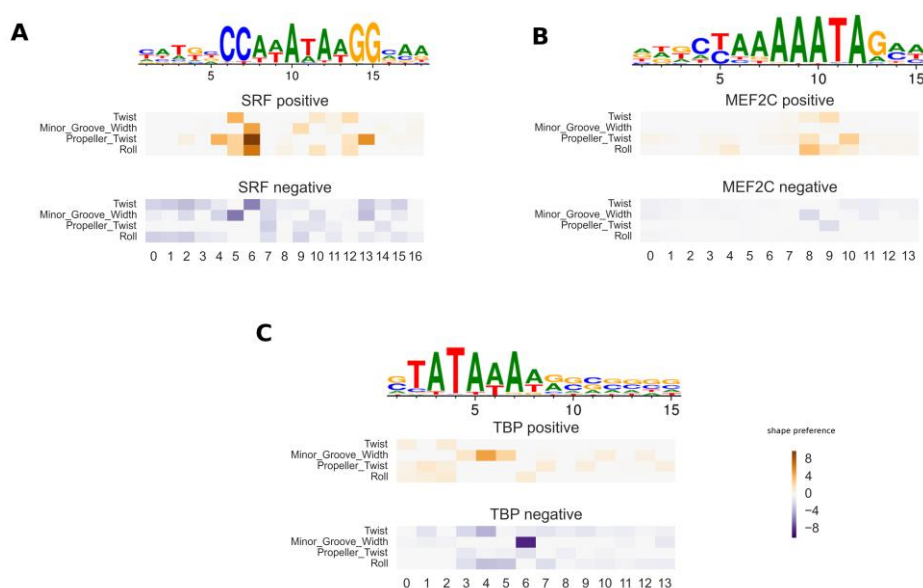 A
5 10 15
SRF positive
Twist
Minor_Groove_Width
Propeller_Twist
Roll
SRF negative
Twist
Minor_Groove_Width
Propeller_Twist
Roll
0 1 2 3 4 5 6 7 8 9 10 11 12 13 14 15 16
B
5 10 15
MEF2C positive
Twist
Minor_Groove_Width
Propeller_Twist
Roll
MEF2C negative
Twist
Minor_Groove_Width
Propeller_Twist
Roll
0 1 2 3 4 5 6 7 8 9 10 11 12 13
C
5 10 15
TBP positive
Twist
Minor_Groove_Width
Propeller_Twist
Roll
TBP negative
Twist
Minor_Groove_Width
Propeller_Twist
Roll
0 1 2 3 4 5 6 7 8 9 10 11 12 13
shape preference
8
4
0
−4
−8